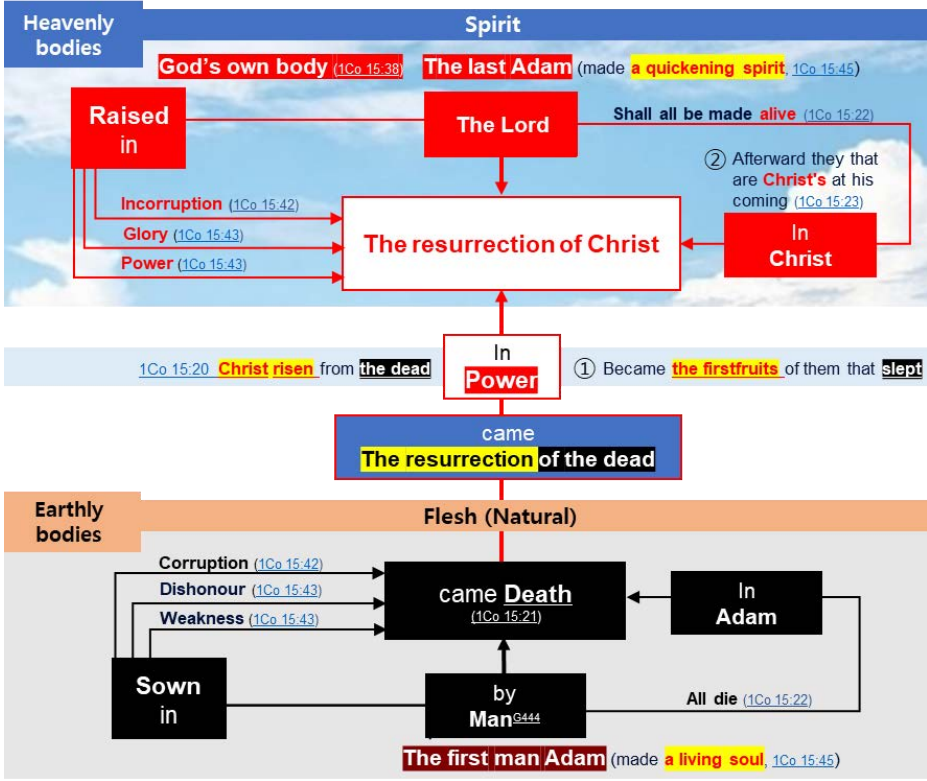 Heavenly
bodies
Spirit
God's own body (1Co 15:38)
The last Adam (made a quickening spirit, 1Co 15:45)
Raised
in
The Lord
Shall all be made alive (1Co 15:22)
② Afterward they that
are Christ's at his
coming (1Co 15:23)
Incorruption (1Co 15:42)
Glory (1Co 15:43)
Power (1Co 15:43)
The resurrection of Christ
In
Christ
1Co 15:20 Christ risen from the dead
In
Power
① Became the firstfruits of them that slept
came
The resurrection of the dead
Earthly
bodies
Flesh (Natural)
Corruption (1Co 15:42)
Dishonour (1Co 15:43)
Weakness (1Co 15:43)
came Death
(1Co 15:21)
In
Adam
Sown
in
by
Man G444
All die (1Co 15:22)
The first man Adam (made a living soul, 1Co 15:45)